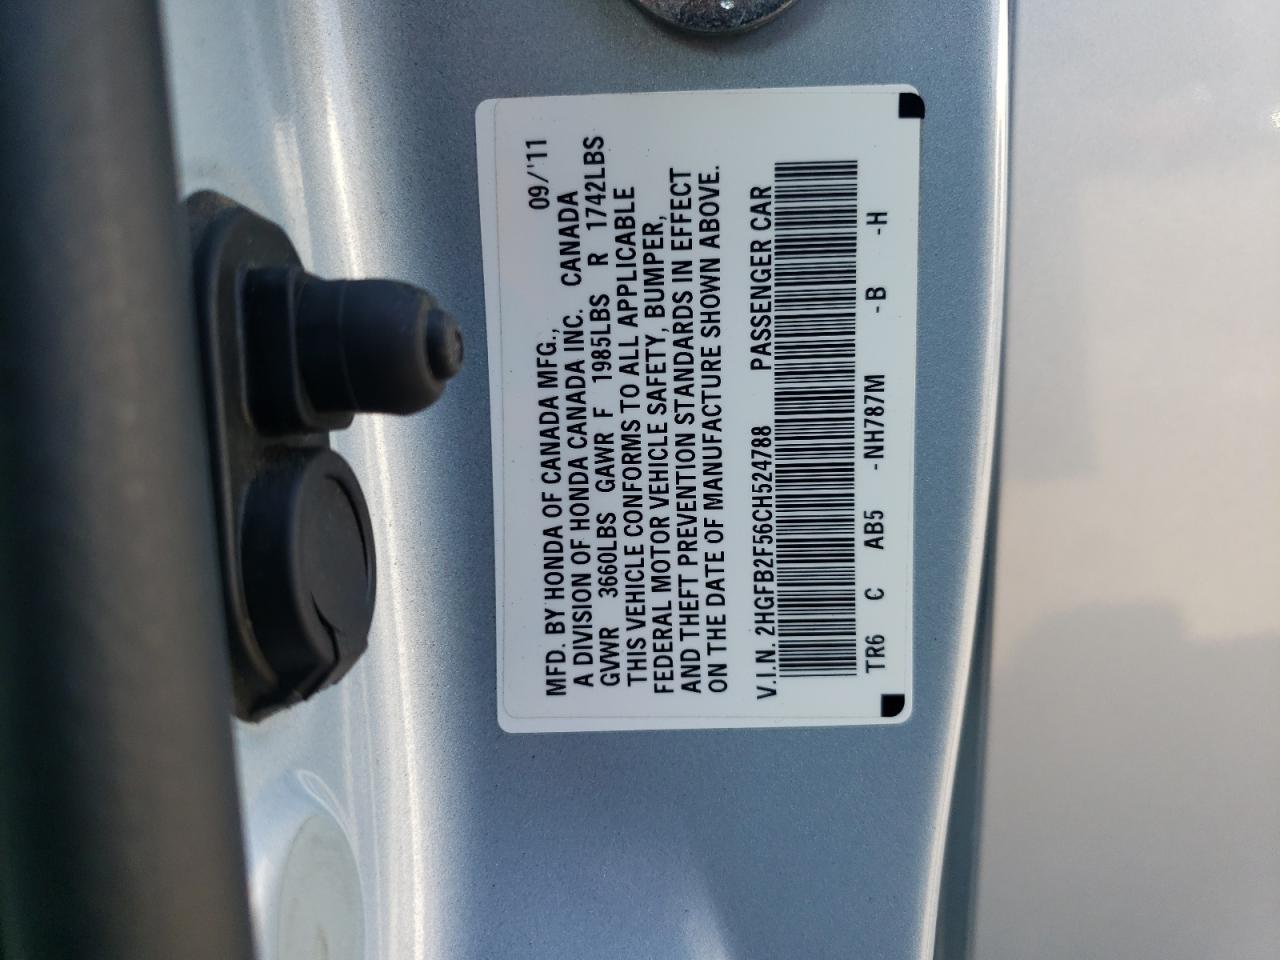 09/'11
MFD. BY HONDA OF CANADA MFG.,
A DIVISION OF HONDA CANADA INC. CANADA
GVWR 3660LBS GAWR F 1985LBS R 1742LBS
THIS VEHICLE CONFORMS TO ALL APPLICABLE
FEDERAL MOTOR VEHICLE SAFETY, BUMPER,
AND THEFT PREVENTION STANDARDS IN EFFECT
ON THE DATE OF MANUFACTURE SHOWN ABOVE.
V.I.N. 2HGFB2F56CH524788 PASSENGER CAR
TR6 C AB5 -NH787M -B -H